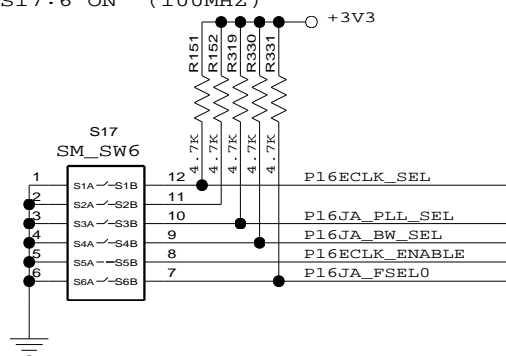 S17:6 ON (100MHZ)
+3V3
R151
R152
R319
R330
R331
4.7K
4.7K
4.7K
4.7K
4.7K
S17
SM_SW6
1 S1A S1B 12 P16ECLK_SEL
2 S2A S2B 11
3 S3A S3B 10 P16JA_PLL_SEL
4 S4A S4B 9 P16JA_BW_SEL
5 S5A S5B 8 P16ECLK_ENABLE
6 S6A S6B 7 P16JA_FSEL0